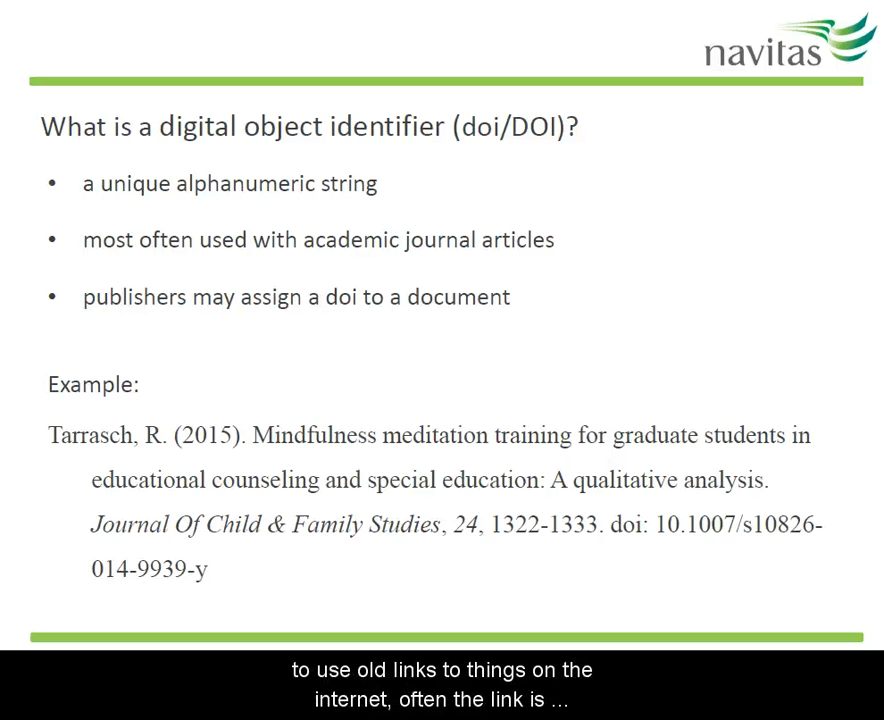 navitas
What is a digital object identifier (doi/DOI)?
• a unique alphanumeric string
• most often used with academic journal articles
• publishers may assign a doi to a document
Example:
Tarrasch, R. (2015). Mindfulness meditation training for graduate students in
educational counseling and special education: A qualitative analysis.
Journal Of Child & Family Studies, 24, 1322-1333. doi: 10.1007/s10826-
014-9939-y
to use old links to things on the
internet, often the link is ...